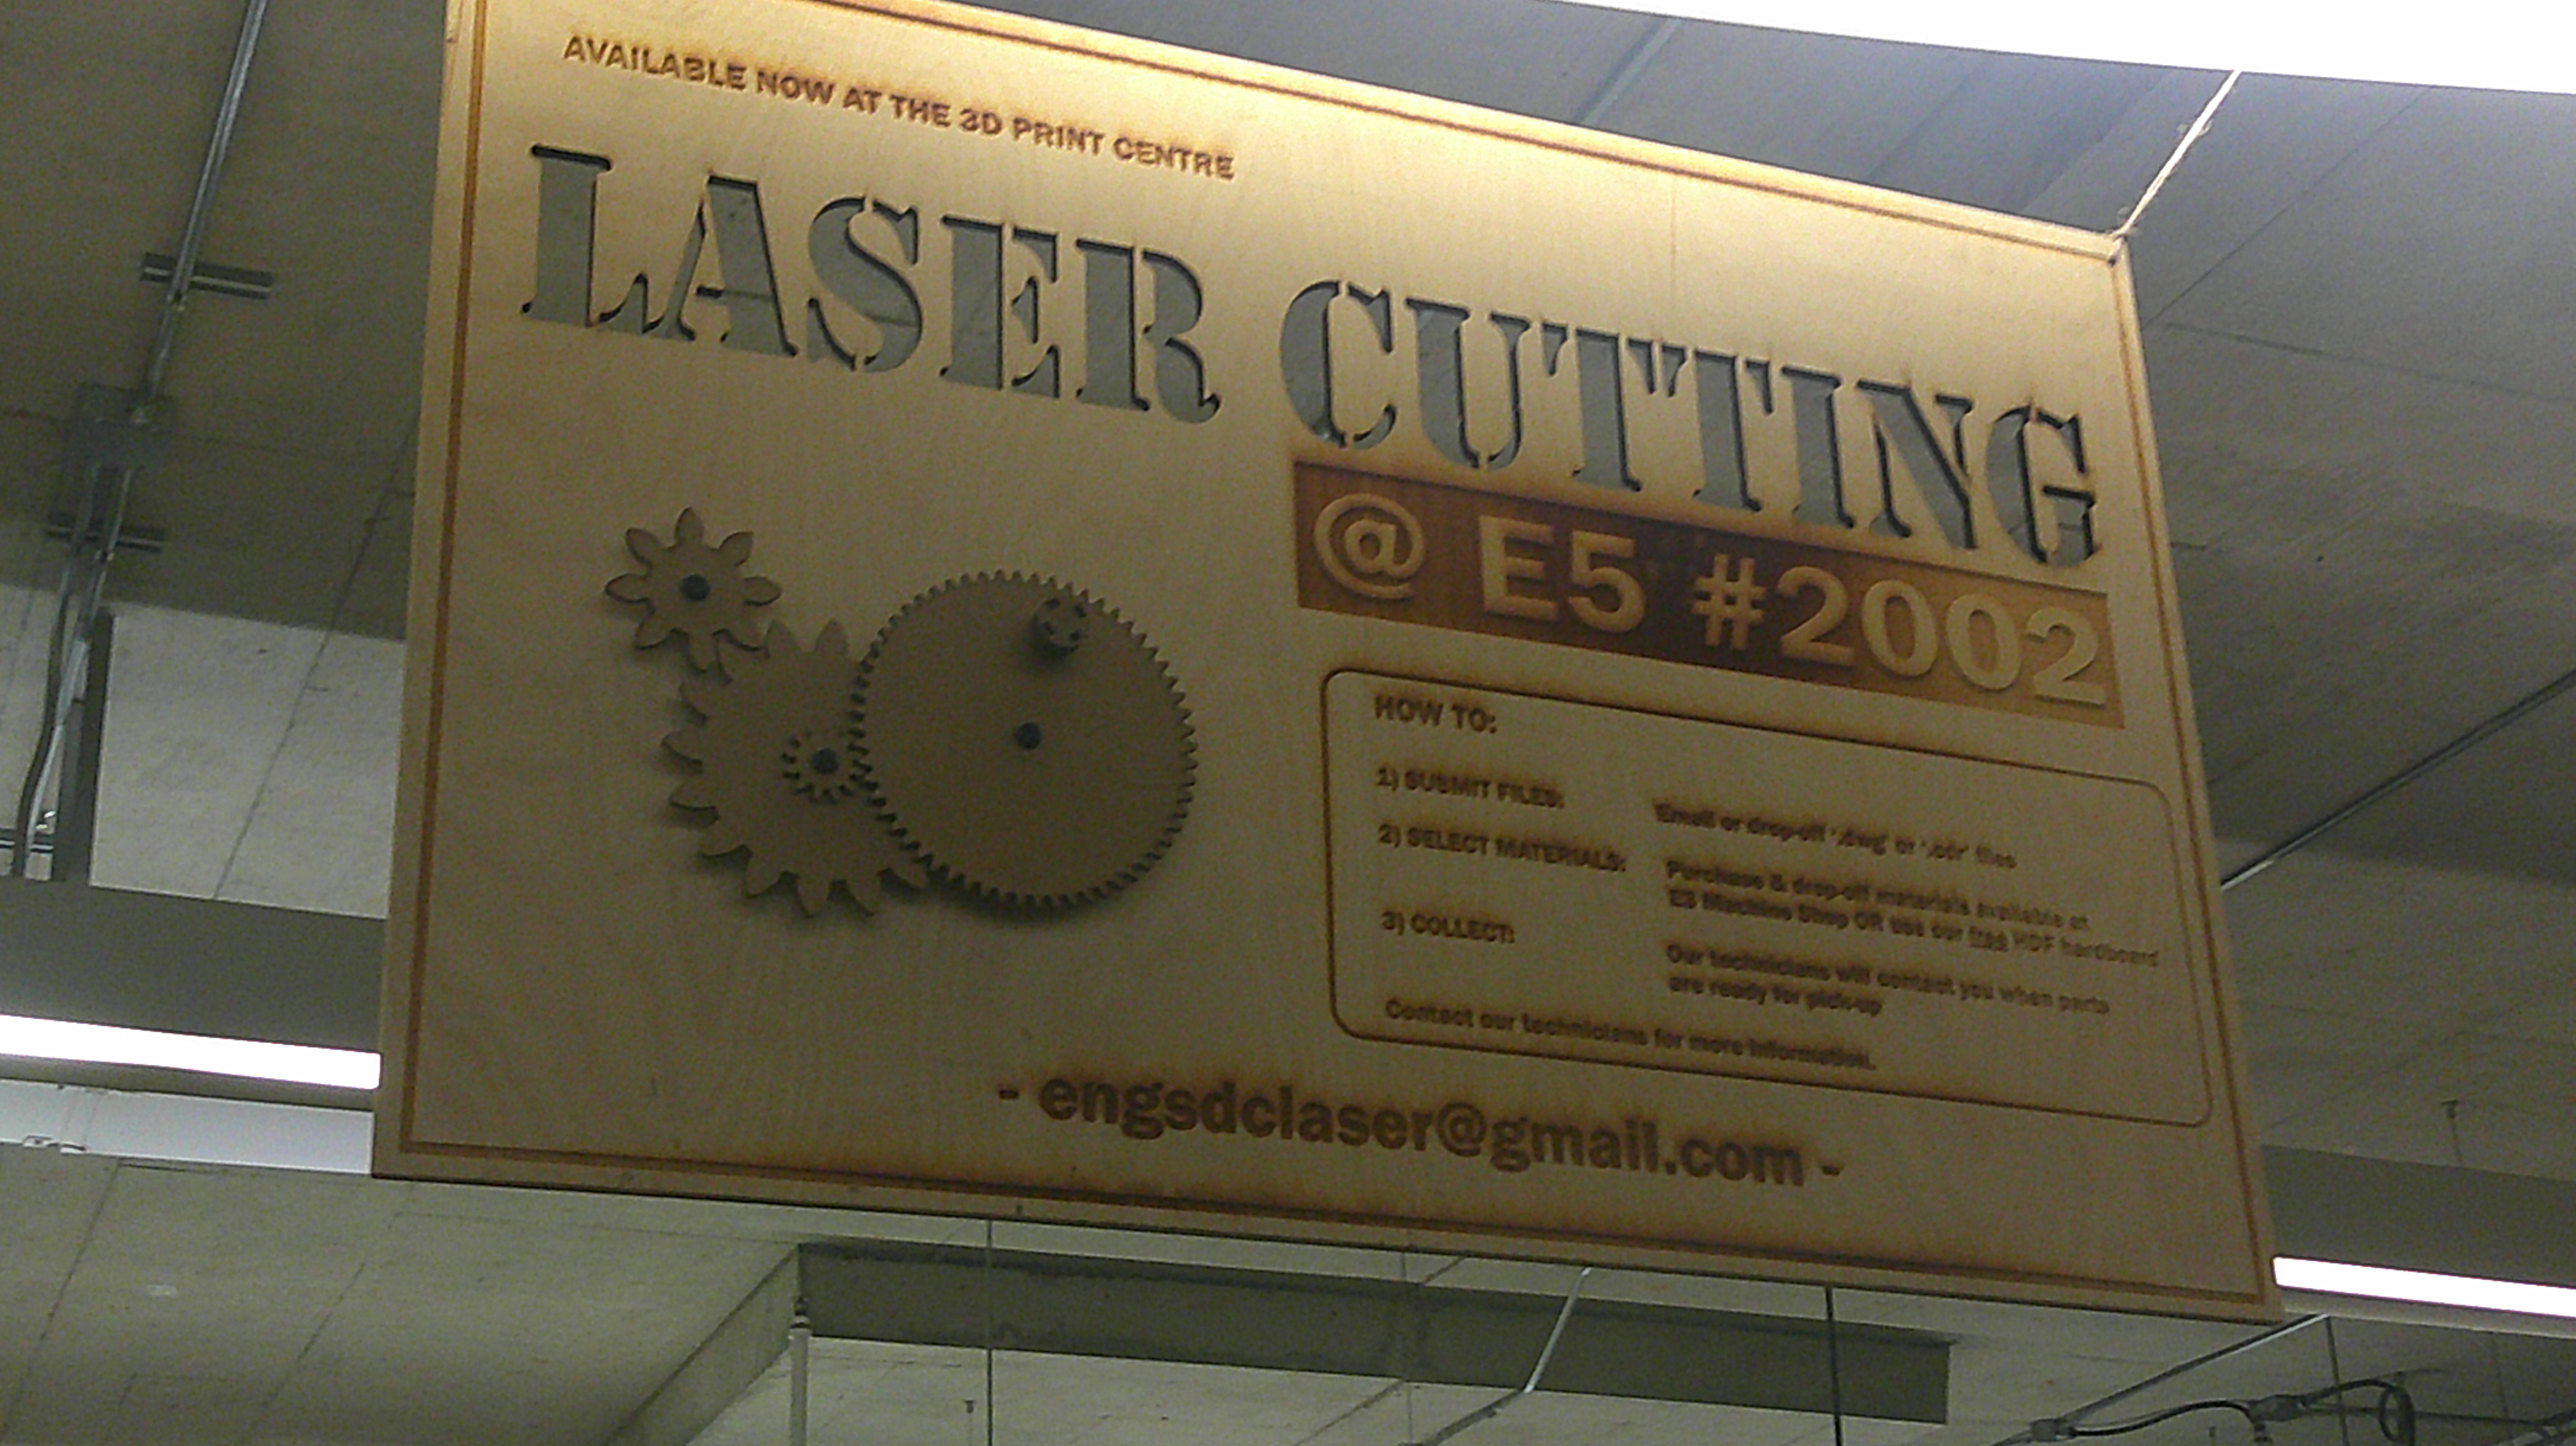 AVAILABLE NOW AT THE 3D PRINT CENTRE
LASER CUTTING
@ E5 #2002
HOW TO:
1) SUBMIT FILES:
Email or drop-off '.dwg' or '.cdr' files
2) SELECT MATERIALS:
Purchase & drop-off materials available at
E3 Machine Shop OR use our free HDF hardboard
3) COLLECT:
Our technicians will contact you when parts
are ready for pick-up
Contact our technicians for more information.
- engsdclaser@gmail.com -